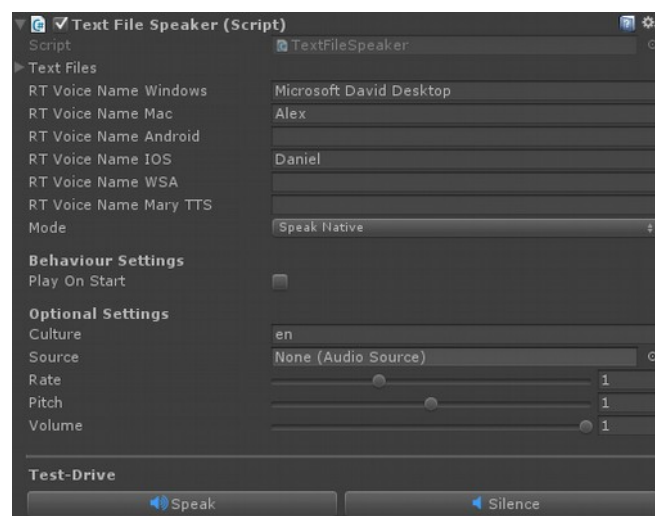 Text File Speaker (Script)
Script TextFileSpeaker
Text Files
RT Voice Name Windows Microsoft David Desktop
RT Voice Name Mac Alex
RT Voice Name Android
RT Voice Name IOS Daniel
RT Voice Name WSA
RT Voice Name Mary TTS
Mode Speak Native
Behaviour Settings
Play On Start
Optional Settings
Culture en
Source None (Audio Source)
Rate 1
Pitch 1
Volume 1
Test-Drive
Speak Silence